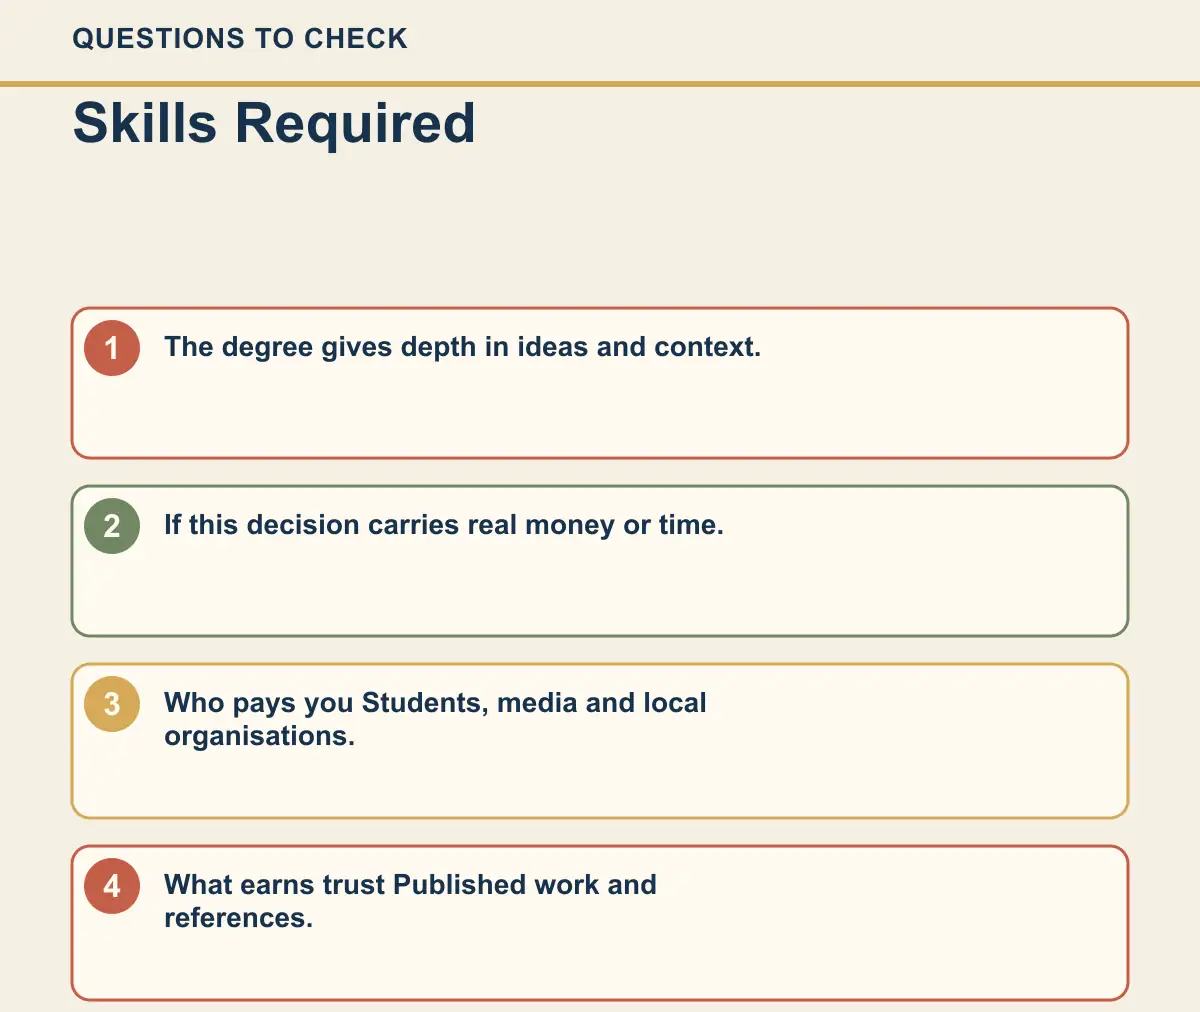 QUESTIONS TO CHECK
Skills Required
1
The degree gives depth in ideas and context.
2
If this decision carries real money or time.
3
Who pays you Students, media and local
organisations.
4
What earns trust Published work and
references.